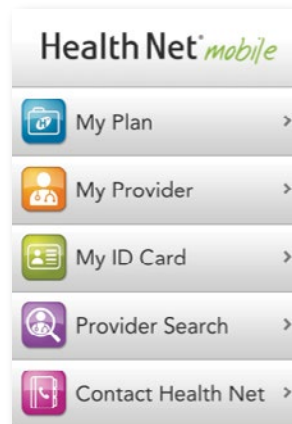 Health Net® mobile
My Plan
My Provider
My ID Card
Provider Search
Contact Health Net